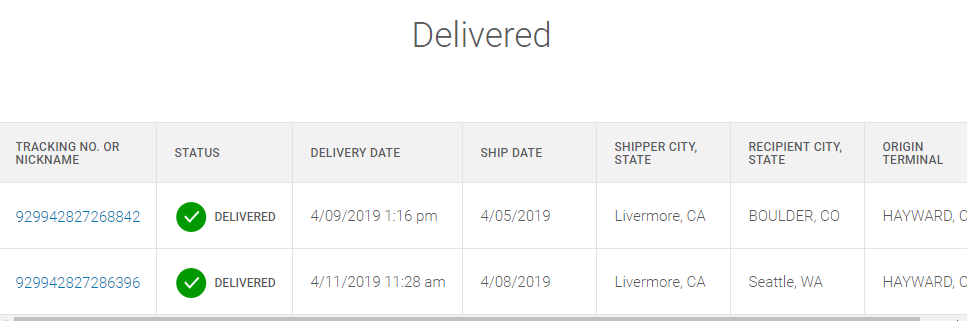 Delivered
TRACKING NO. OR
NICKNAME
STATUS
DELIVERY DATE
SHIP DATE
SHIPPER CITY,
STATE
RECIPIENT CITY,
STATE
ORIGIN
TERMINAL
929942827268842 DELIVERED 4/09/2019 1:16 pm 4/05/2019 Livermore, CA BOULDER, CO HAYWARD,
929942827286396 DELIVERED 4/11/2019 11:28 am 4/08/2019 Livermore, CA Seattle, WA HAYWARD,